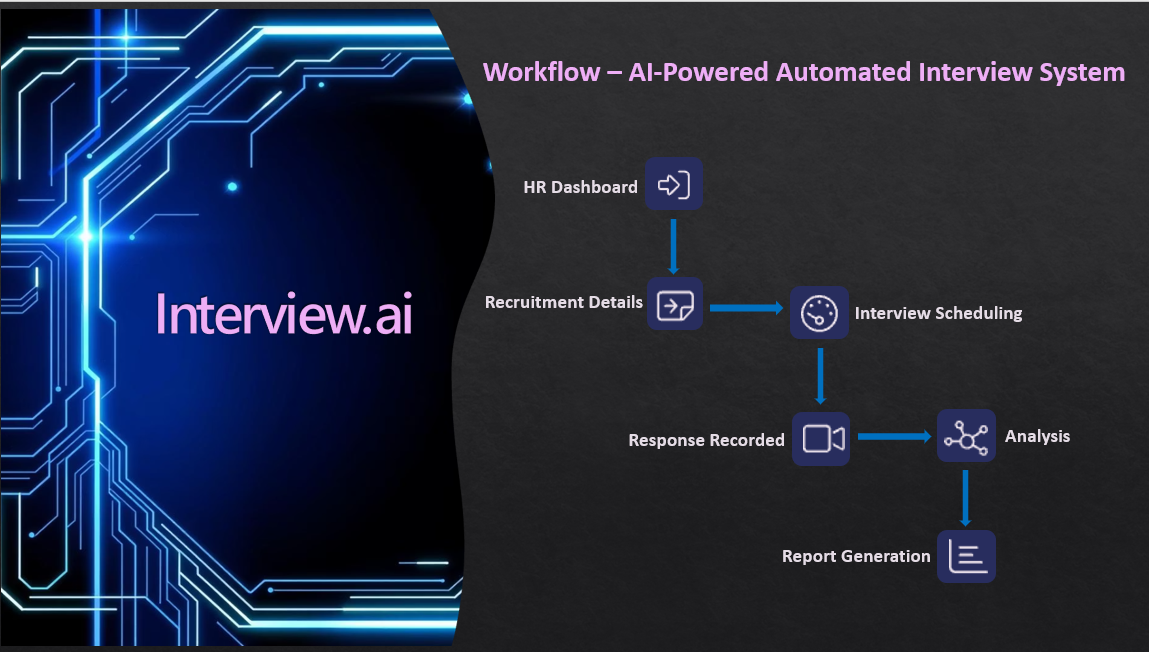 Workflow – AI-Powered Automated Interview System
Interview.ai
HR Dashboard
Recruitment Details
Interview Scheduling
Response Recorded
Analysis
Report Generation